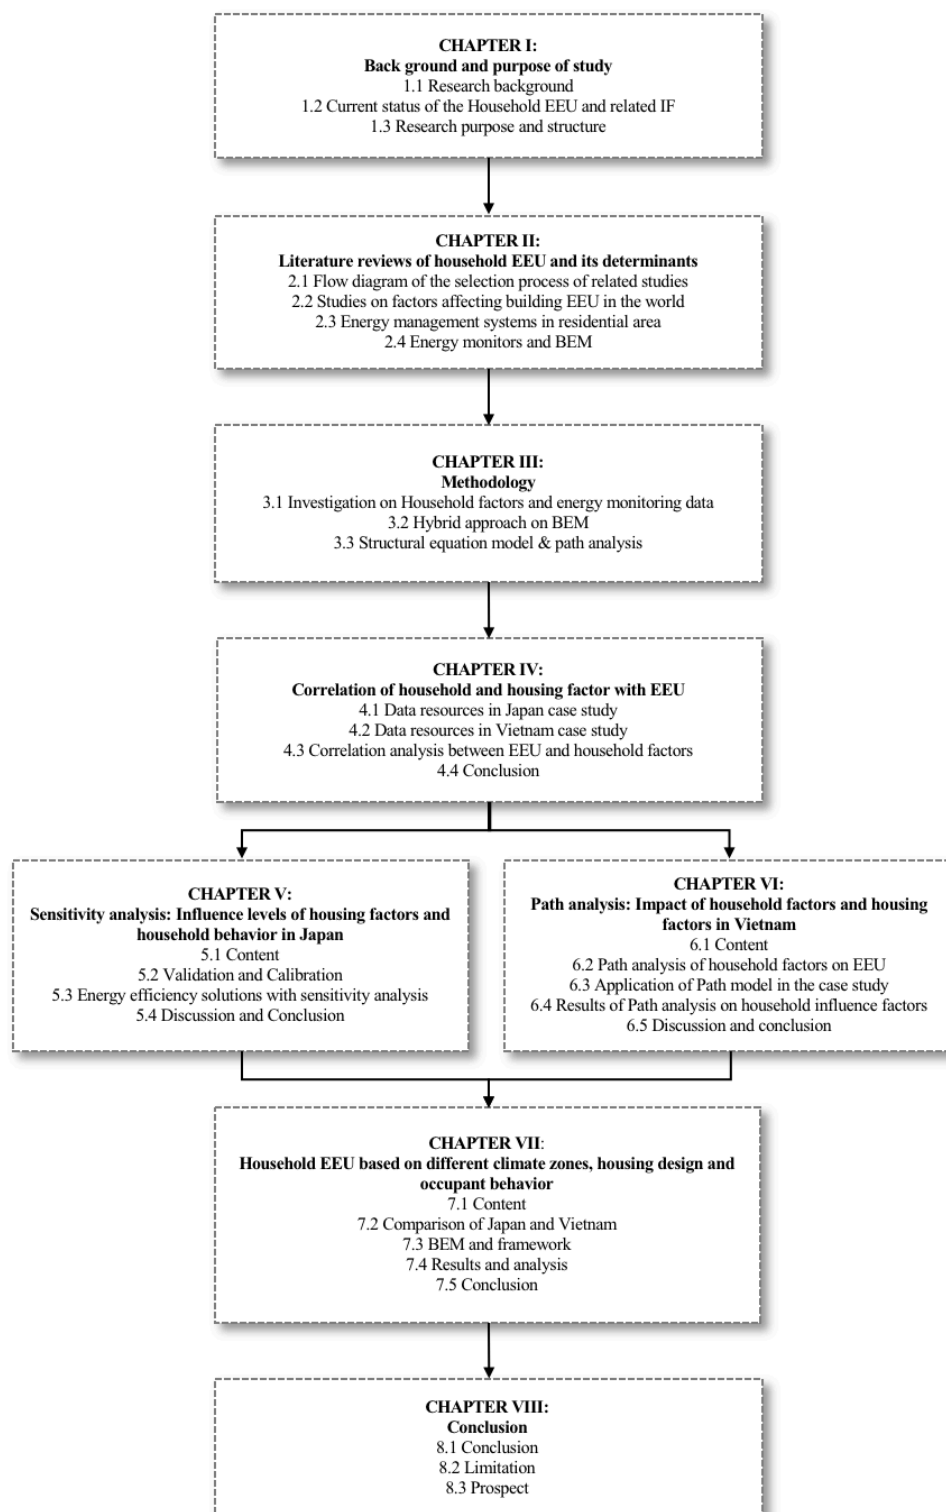 CHAPTER I:
Back ground and purpose of study
1.1 Research background
1.2 Current status of the Household EEU and related IF
1.3 Research purpose and structure
CHAPTER II:
Literature reviews of household EEU and its determinants
2.1 Flow diagram of the selection process of related studies
2.2 Studies on factors affecting building EEU in the world
2.3 Energy management systems in residential area
2.4 Energy monitors and BEM
CHAPTER III:
Methodology
3.1 Investigation on Household factors and energy monitoring data
3.2 Hybrid approach on BEM
3.3 Structural equation model & path analysis
CHAPTER IV:
Correlation of household and housing factor with EEU
4.1 Data resources in Japan case study
4.2 Data resources in Vietnam case study
4.3 Correlation analysis between EEU and household factors
4.4 Conclusion
CHAPTER V:
Sensitivity analysis: Influence levels of housing factors and
household behavior in Japan
5.1 Content
5.2 Validation and Calibration
5.3 Energy efficiency solutions with sensitivity analysis
5.4 Discussion and Conclusion
CHAPTER VI:
Path analysis: Impact of household factors and housing
factors in Vietnam
6.1 Content
6.2 Path analysis of household factors on EEU
6.3 Application of Path model in the case study
6.4 Results of Path analysis on household influence factors
6.5 Discussion and conclusion
CHAPTER VII:
Household EEU based on different climate zones, housing design and
occupant behavior
7.1 Content
7.2 Comparison of Japan and Vietnam
7.3 BEM and framework
7.4 Results and analysis
7.5 Conclusion
CHAPTER VIII:
Conclusion
8.1 Conclusion
8.2 Limitation
8.3 Prospect